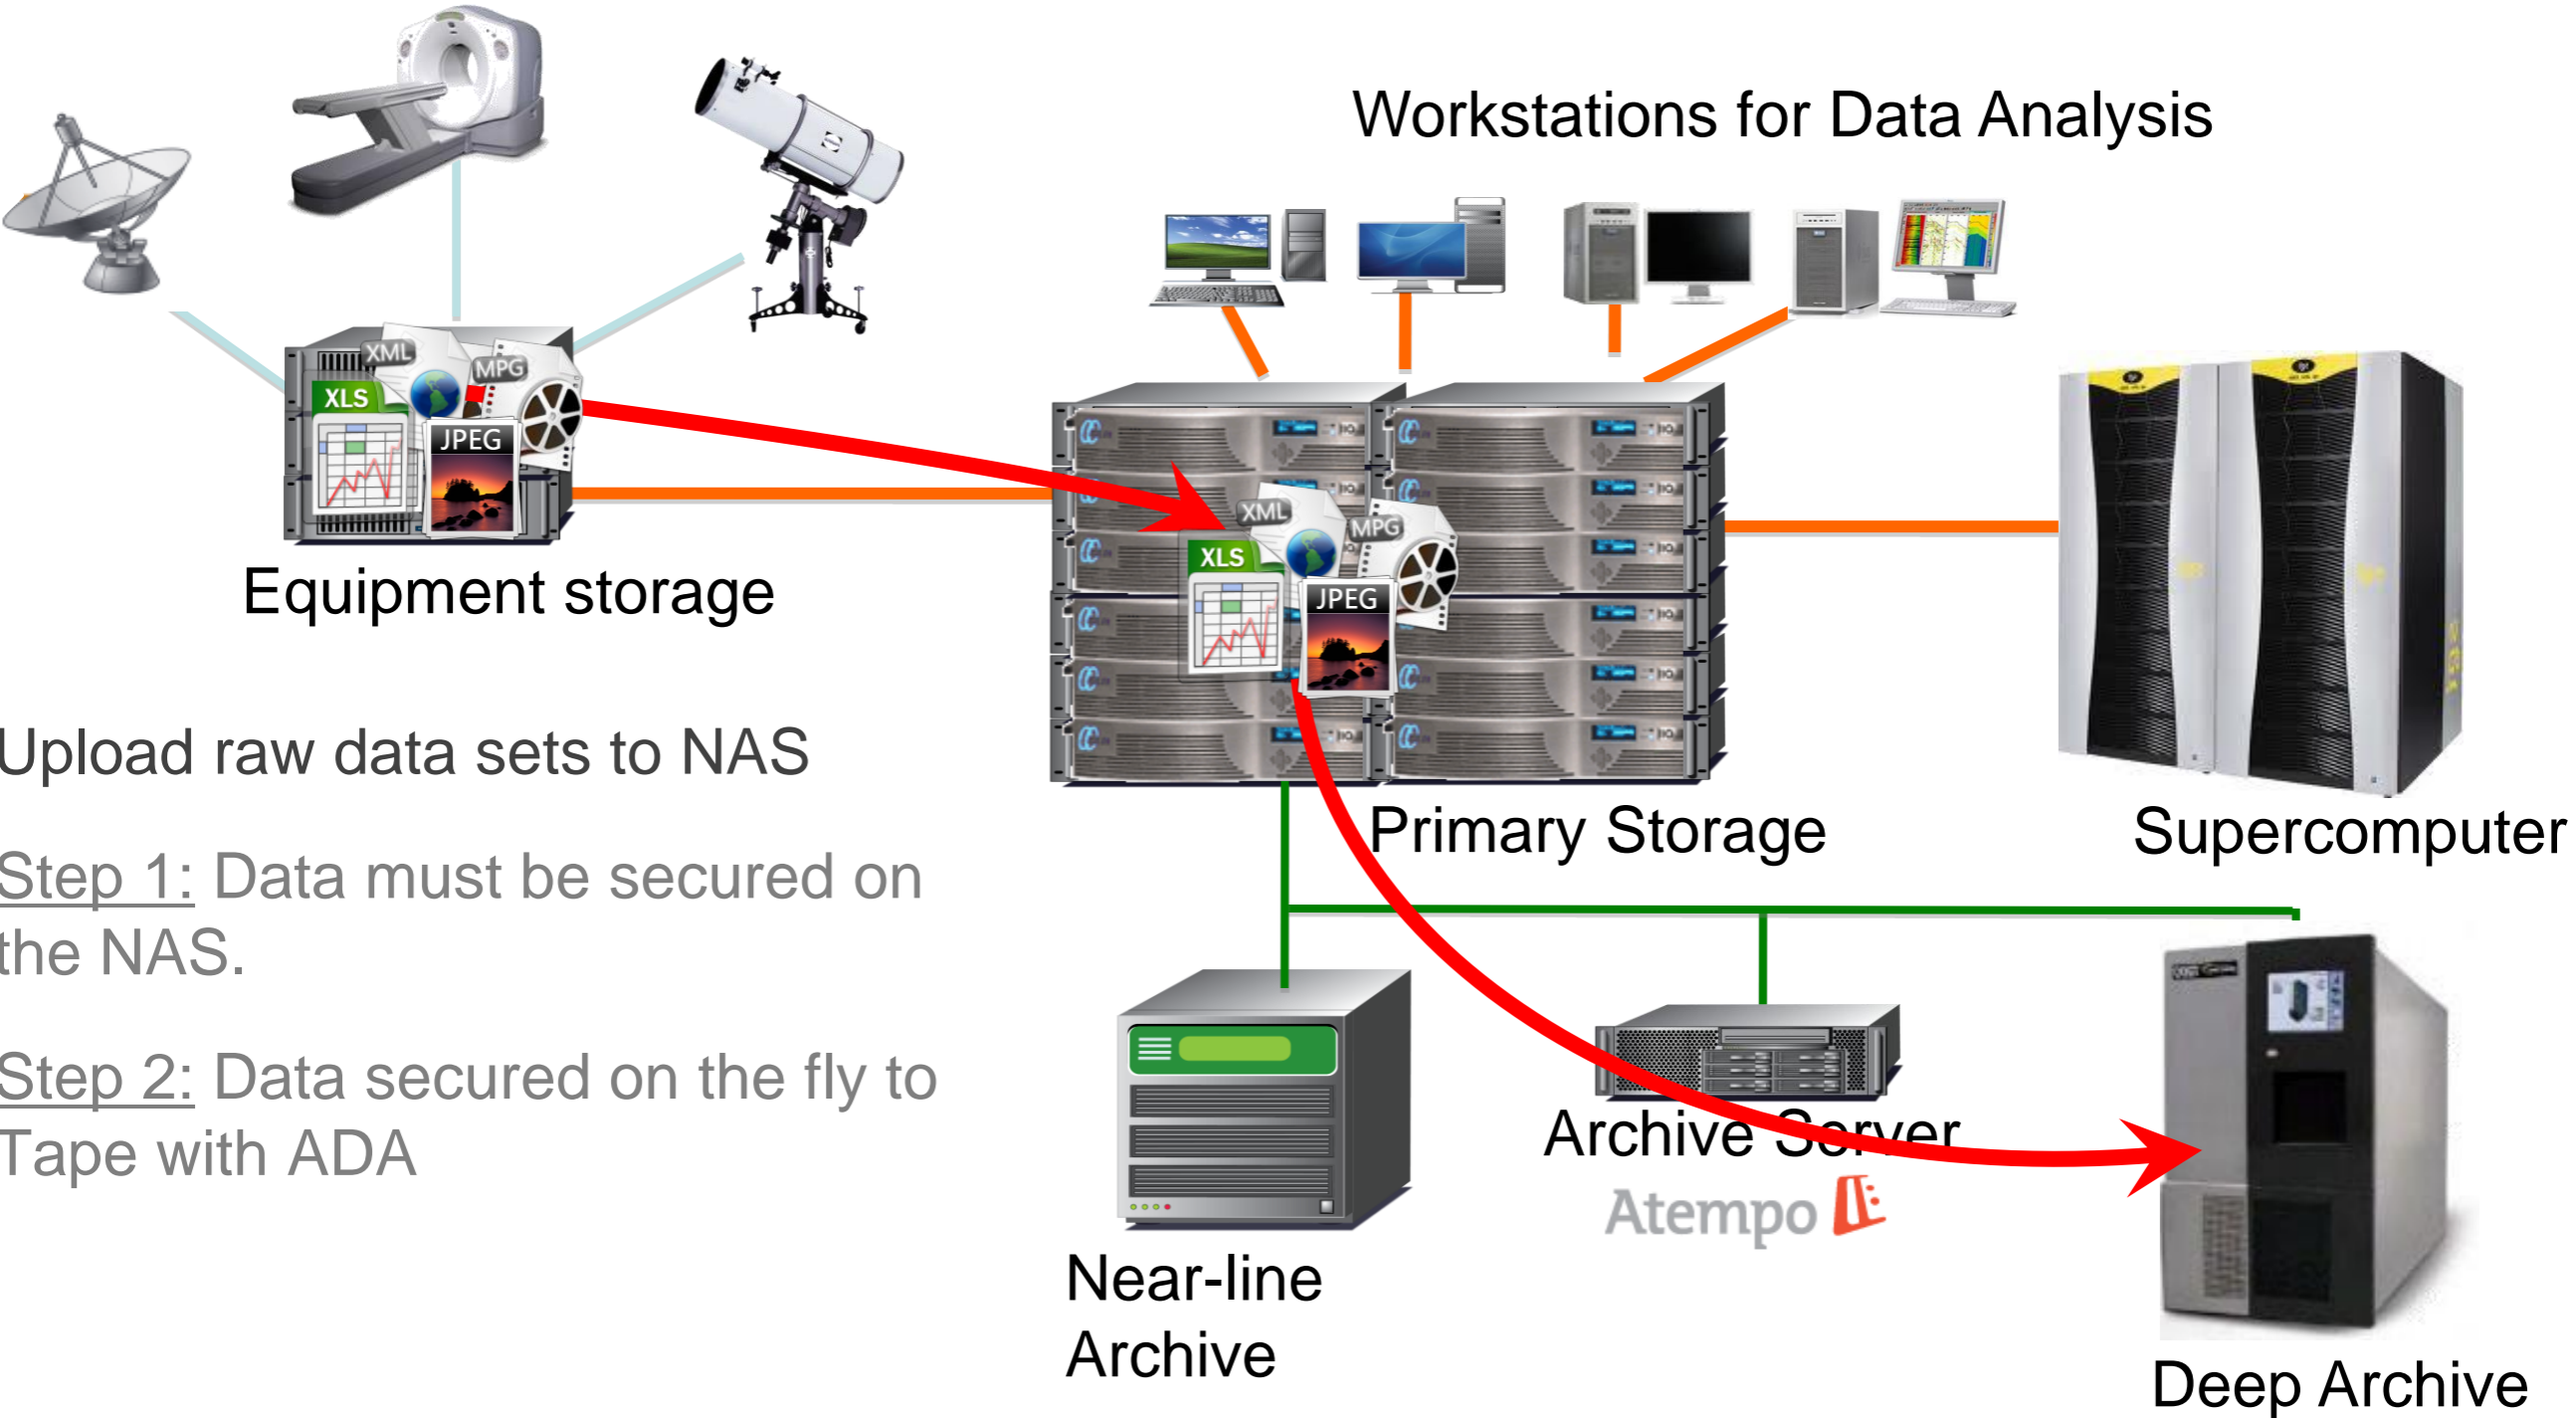 Workstations for Data Analysis
XML
MPG
XLS
JPEG
Equipment storage
XML
MPG
XLS
JPEG
Upload raw data sets to NAS
Primary Storage
Supercomputer
Step 1: Data must be secured on
the NAS.
Step 2: Data secured on the fly to
Tape with ADA
Archive Server
Atempo
Near-line
Archive
Deep Archive